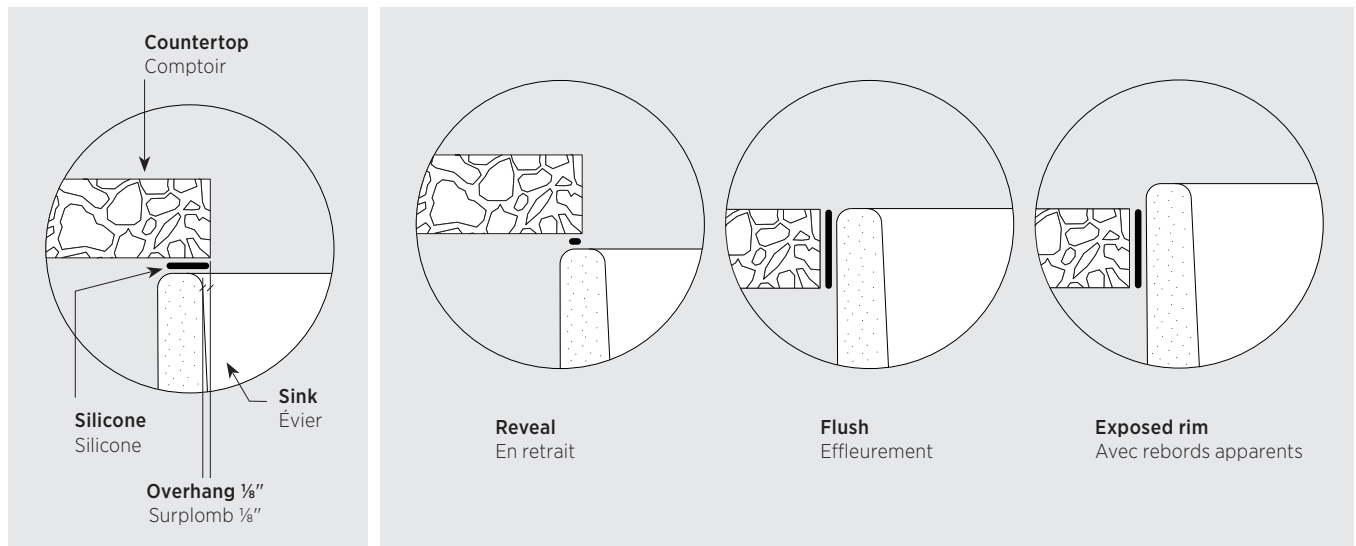 Countertop
Comptoir
Silicone
Silicone
Sink
Évier
Overhang ⅛"
Surplomb ⅛"
Reveal
En retrait
Flush
Effleurement
Exposed rim
Avec rebords apparents